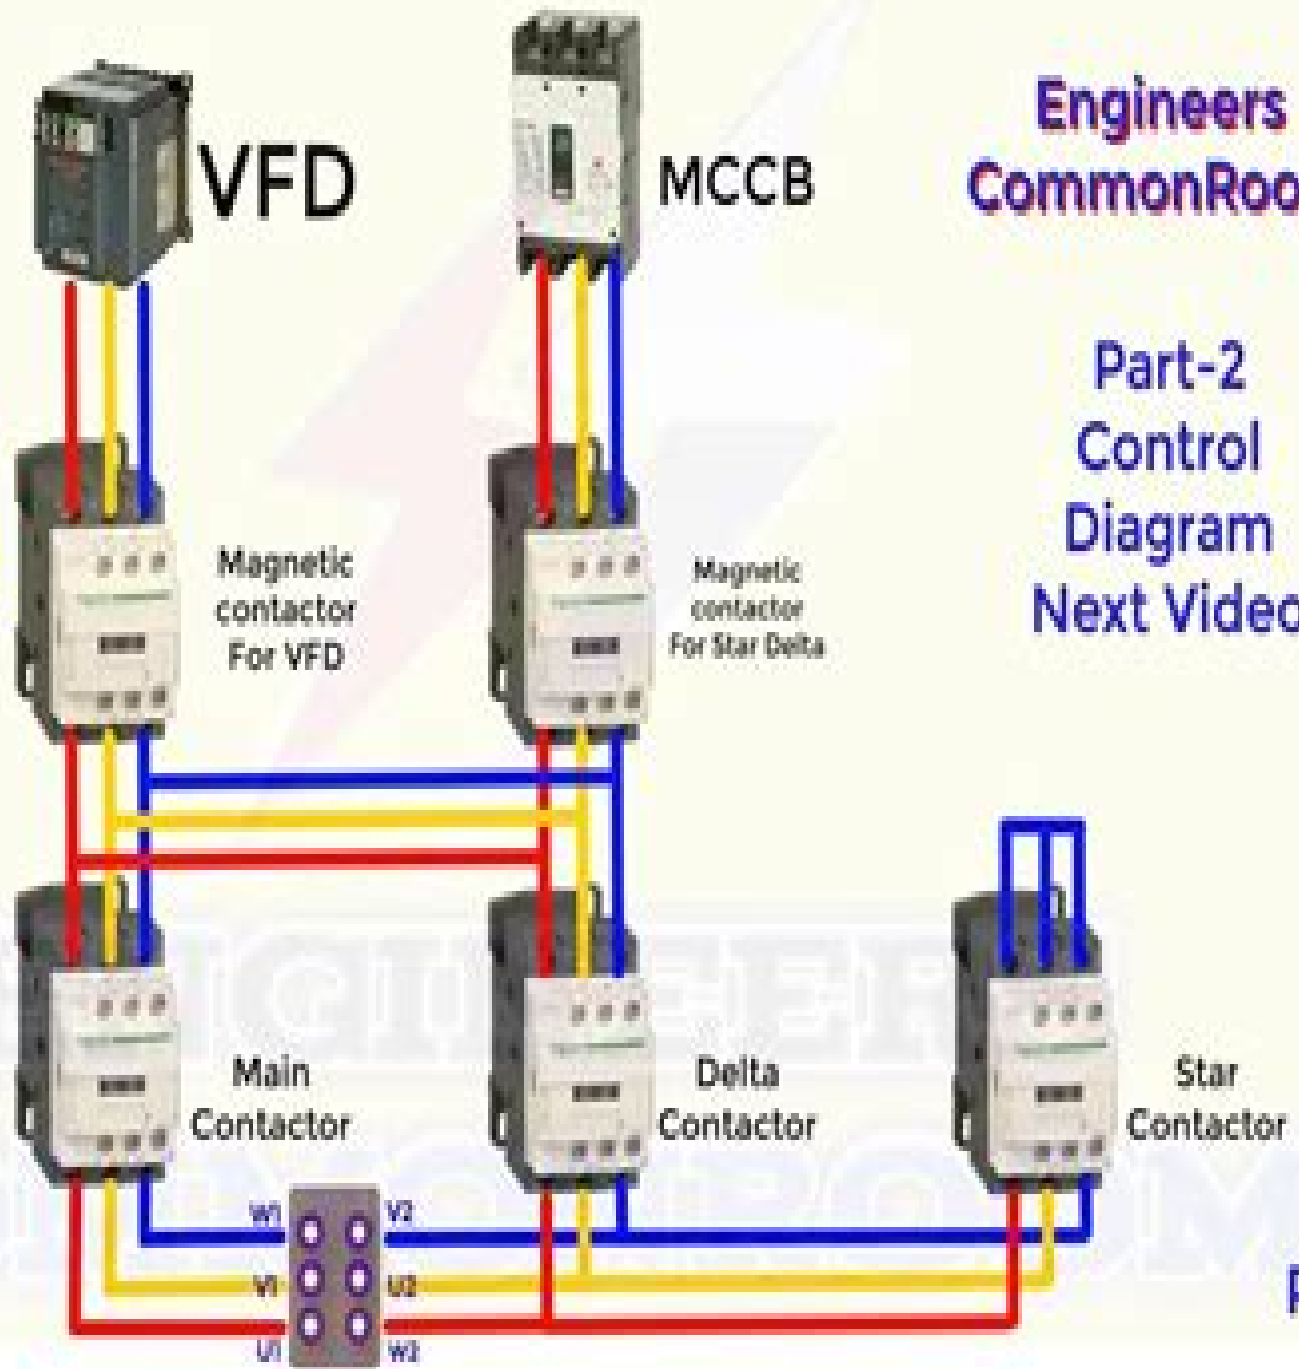 VFD
MCCB
Engineers
CommonRoo
Part-2
Control
Diagram
Next Video
Magnetic
contactor
For VFD
Magnetic
contactor
For Star Delta
Main
Contactor
Delta
Contactor
Star
Contactor
W1
V2
V1
U2
U1
W2